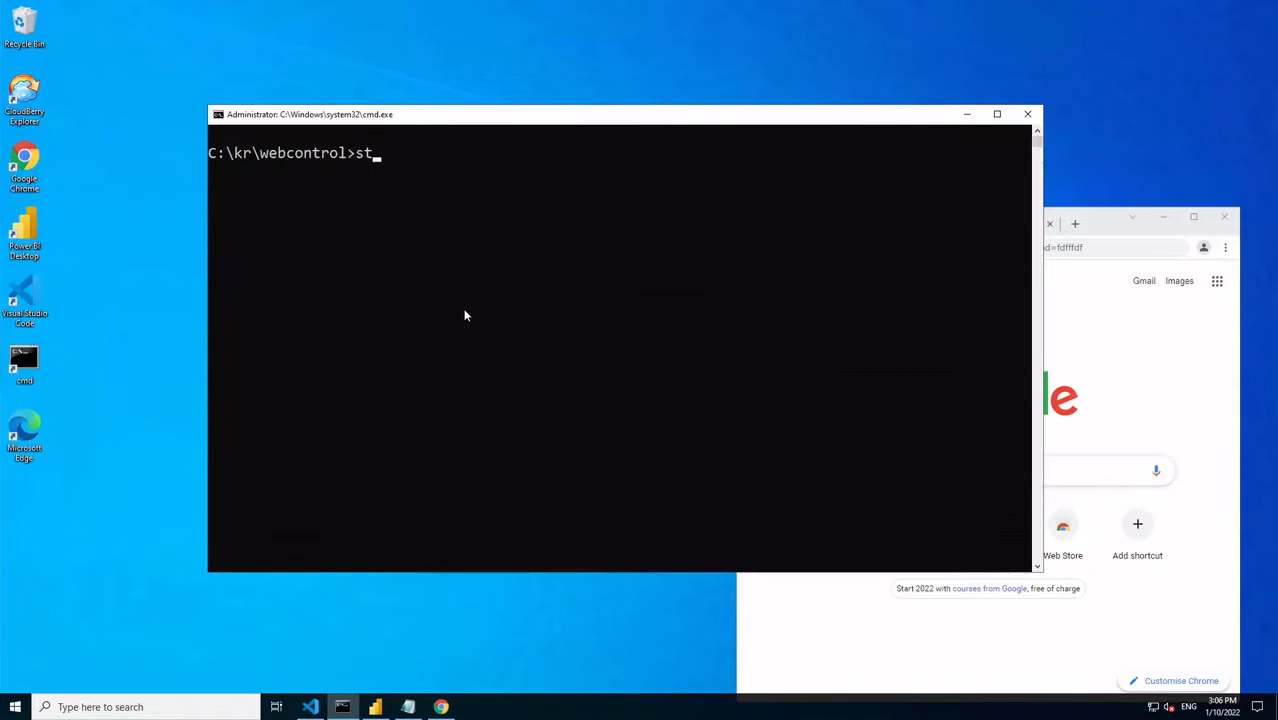 Recycle Bin
CloudBerry
Explorer
Google
Chrome
Power BI
Desktop
Visual Studio
Code
cmd
Microsoft
Edge
Administrator: C:\Windows\system32\cmd.exe
C:\kr\webcontrol>st
d=fdfffdf
Gmail
Images
e
Web Store
Add shortcut
Start 2022 with courses from Google, free of charge
Customise Chrome
Type here to search
ENG
3:06 PM
1/10/2022